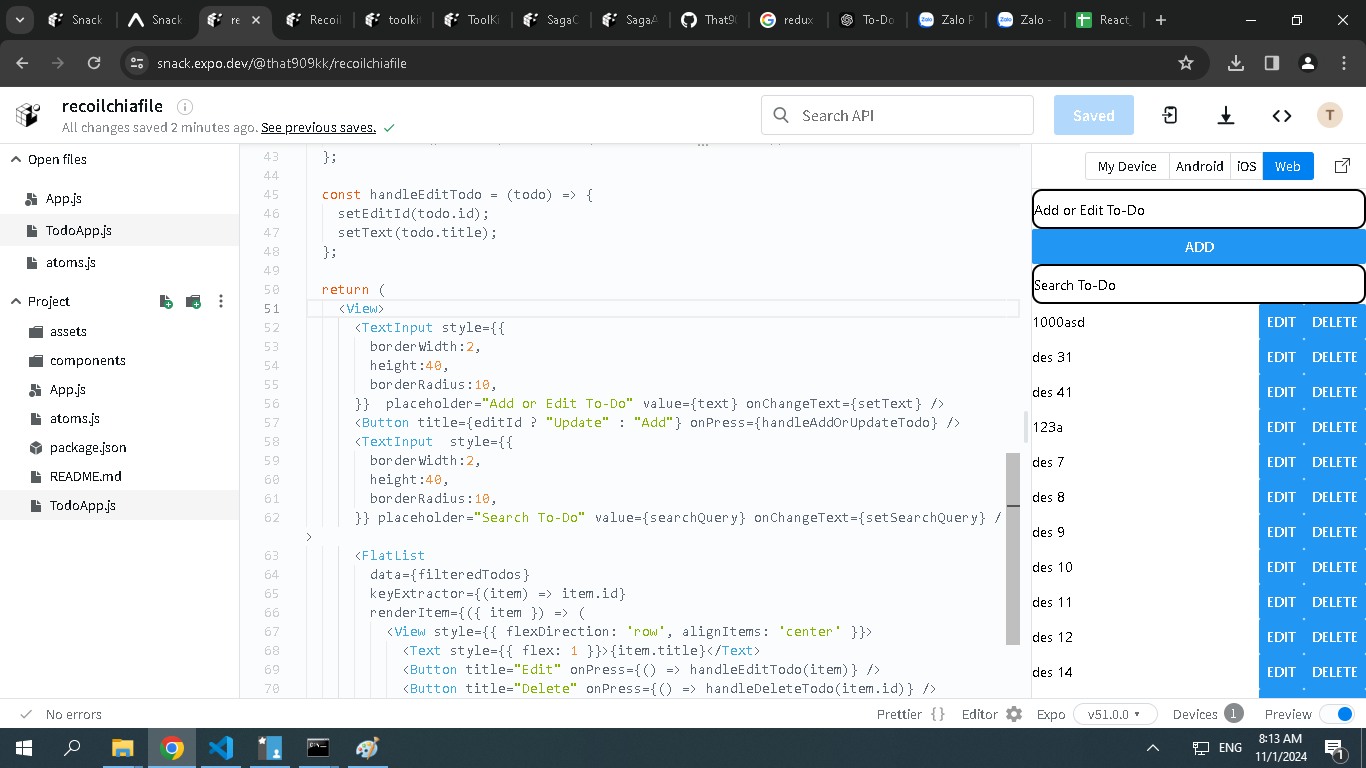 Snack
Snack
re
Recoil
toolkit
ToolKi
SagaC
SagaAl
That90
redux
To-Do
Zalo P
Zalo -
React_
snack.expo.dev/@that909kk/recoilchiafile
recoilchiafile
All changes saved 2 minutes ago. See previous saves.
Search API
Saved
T
Open files
App.js
TodoApp.js
atoms.js
Project
assets
components
App.js
atoms.js
package.json
README.md
TodoApp.js
43 };
44
45 const handleEditTodo = (todo) => {
46 setEditId(todo.id);
47 setText(todo.title);
48 };
49
50 return (
51 <View>
52 <TextInput style={{
53 borderWidth:2,
54 height:40,
55 borderRadius:10,
56 }}  placeholder="Add or Edit To-Do" value={text} onChangeText={setText} />
57 <Button title={editId ? "Update" : "Add"} onPress={handleAddOrUpdateTodo} />
58 <TextInput  style={{
59 borderWidth:2,
60 height:40,
61 borderRadius:10,
62 }} placeholder="Search To-Do" value={searchQuery} onChangeText={setSearchQuery} /
>
63 <FlatList
64 data={filteredTodos}
65 keyExtractor={(item) => item.id}
66 renderItem={({ item }) => (
67 <View style={{ flexDirection: 'row', alignItems: 'center' }}>
68 <Text style={{ flex: 1 }}>{item.title}</Text>
69 <Button title="Edit" onPress={() => handleEditTodo(item)} />
70 <Button title="Delete" onPress={() => handleDeleteTodo(item.id)} />
My Device Android iOS Web
Add or Edit To-Do
ADD
Search To-Do
1000asd EDIT DELETE
des 31 EDIT DELETE
des 41 EDIT DELETE
123a EDIT DELETE
des 7 EDIT DELETE
des 8 EDIT DELETE
des 9 EDIT DELETE
des 10 EDIT DELETE
des 11 EDIT DELETE
des 12 EDIT DELETE
des 14 EDIT DELETE
No errors
Prettier {} Editor Expo v51.0.0 Devices 1 Preview
ENG
8:13 AM
11/1/2024
1